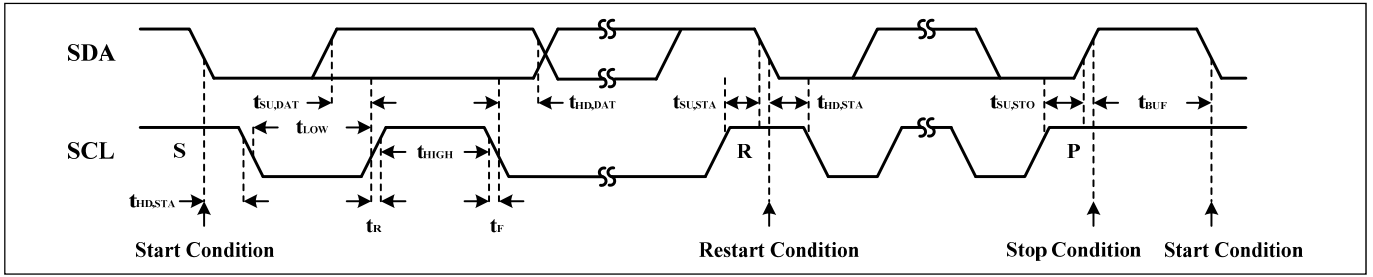 SDA
tSU,DAT tHD,DAT tSU,STA tHD,STA tSU,STO tBUF
tLOW
SCL S tHIGH R P
tHD,STA tR tF
Start Condition Restart Condition Stop Condition Start Condition